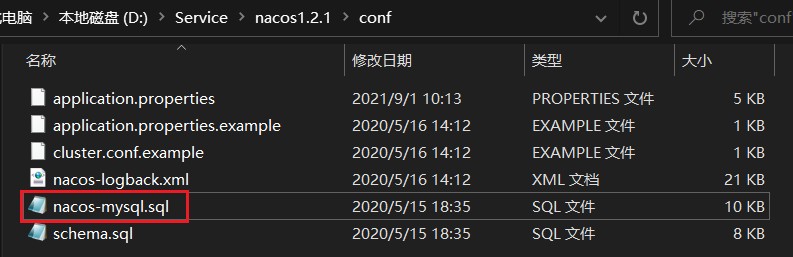 电脑 › 本地磁盘 (D:) › Service › nacos1.2.1 › conf 搜索"conf
名称 修改日期 类型 大小
application.properties 2021/9/1 10:13 PROPERTIES 文件 5 KB
application.properties.example 2020/5/16 14:12 EXAMPLE 文件 1 KB
cluster.conf.example 2020/5/16 14:12 EXAMPLE 文件 1 KB
nacos-logback.xml 2020/5/16 14:12 XML 文档 21 KB
nacos-mysql.sql 2020/5/15 18:35 SQL 文件 10 KB
schema.sql 2020/5/15 18:35 SQL 文件 8 KB